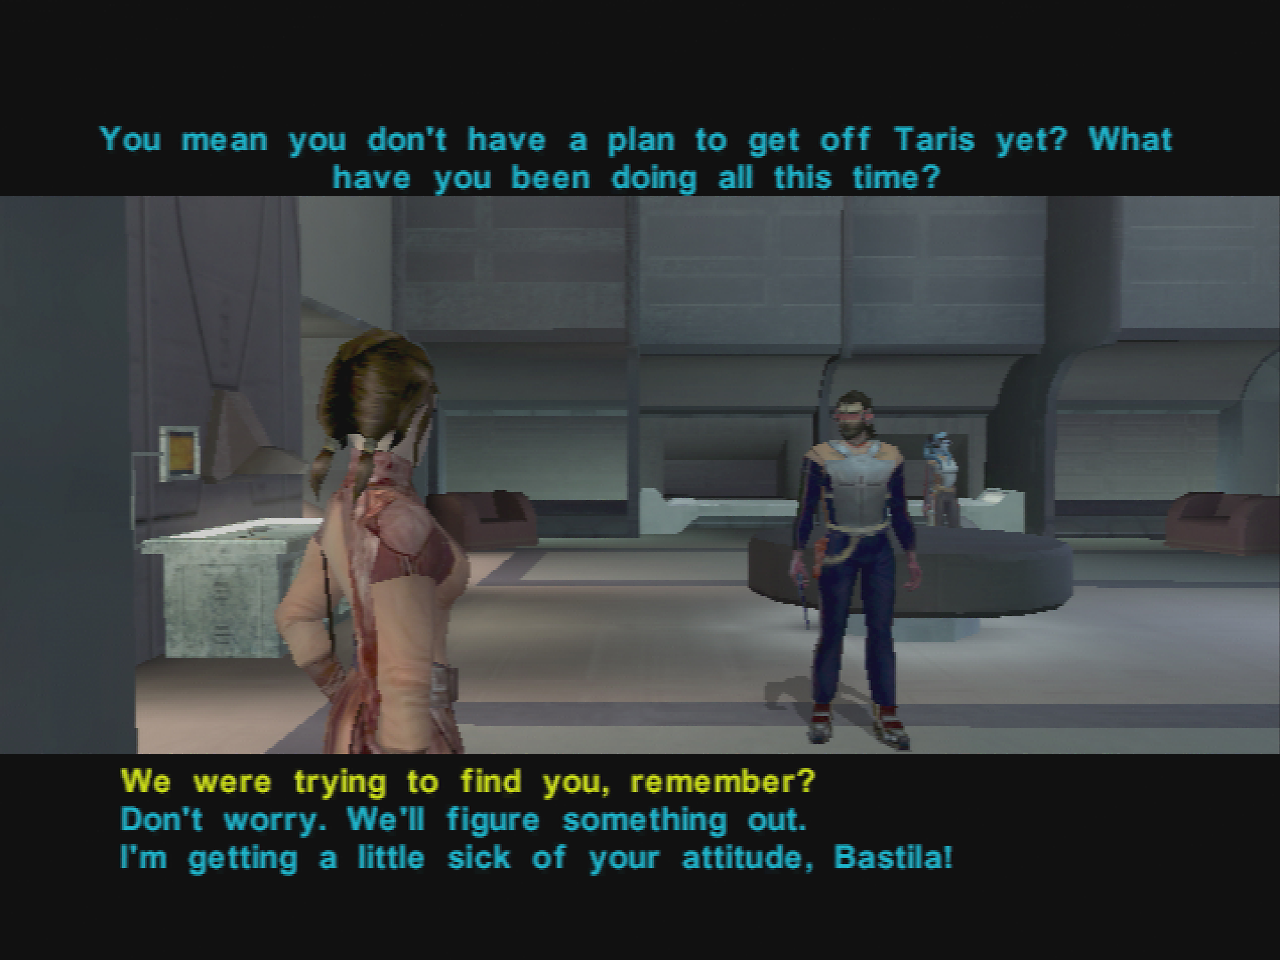 You mean you don't have a plan to get off Taris yet? What
have you been doing all this time?
We were trying to find you, remember?
Don't worry. We'll figure something out.
I'm getting a little sick of your attitude, Bastila!